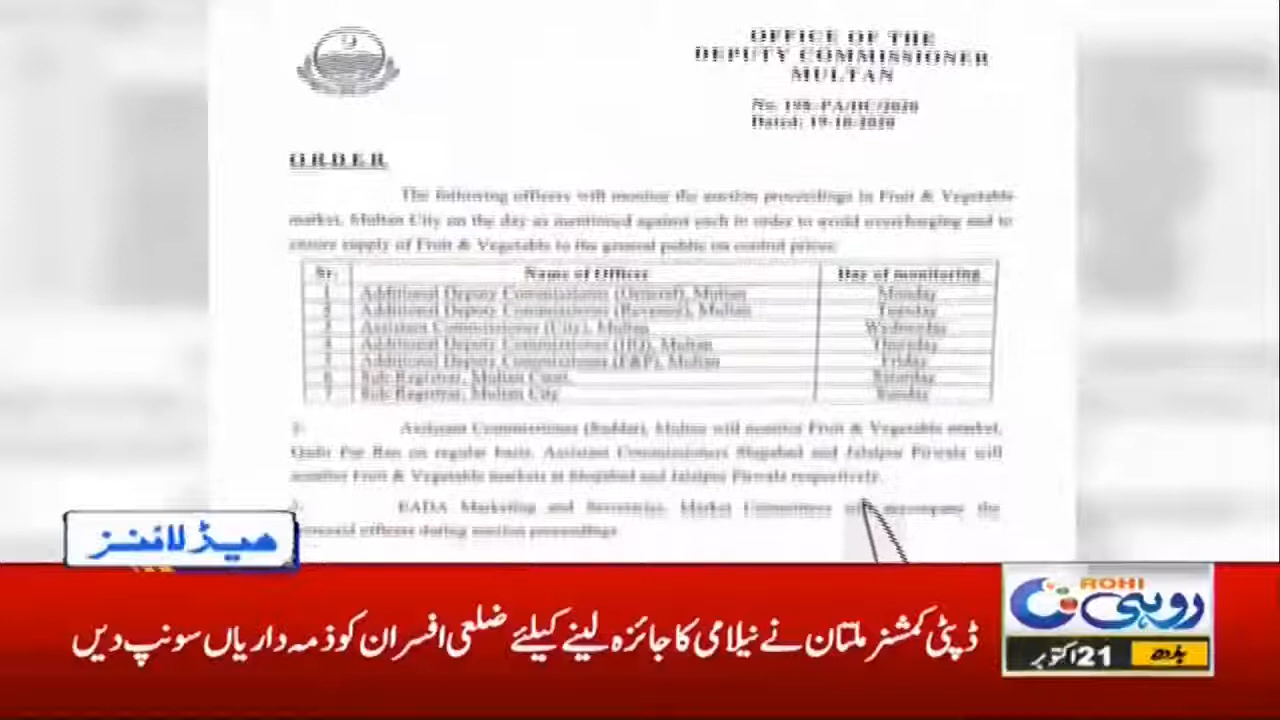 OFFICE OF THE
DEPUTY COMMISSIONER
MULTAN
Dated: 19-10-2020
ORDER
The following officers will monitor the auction proceedings in Fruit & Vegetable
market, Multan City on the day as mentioned against each in order to avoid overcharging and to
ensure supply of Fruit & Vegetable to the general public on control prices.
Sr. Name of Officer Day of monitoring
1 Additional Deputy Commissioner (General), Multan Monday
2 Additional Deputy Commissioner (Revenue), Multan Tuesday
3 Assistant Commissioner (City), Multan Wednesday
4 Additional Deputy Commissioner (HQ), Multan Thursday
5 Additional Deputy Commissioner (F&P), Multan Friday
6 Sub Registrar, Multan Cantt. Saturday
7 Sub Registrar, Multan City Sunday
Assistant Commissioner (Saddar), Multan will monitor Fruit & Vegetable market,
Qadir Pur Ran on regular basis. Assistant Commissioners Shujabad and Jalalpur Pirwala will
monitor Fruit & Vegetable markets at Shujabad and Jalalpur Pirwala respectively.
EADA Marketing and Secretaries, Market Committees will accompany the
officers during auction proceedings
ہیڈلائنز
ROHI
روہی
ڈپٹی کمشنر ملتان نے نیلامی کا جائزہ لینے کیلئے ضلعی افسران کو ذمہ داریاں سونپ دیں
بدھ 21 اکتوبر